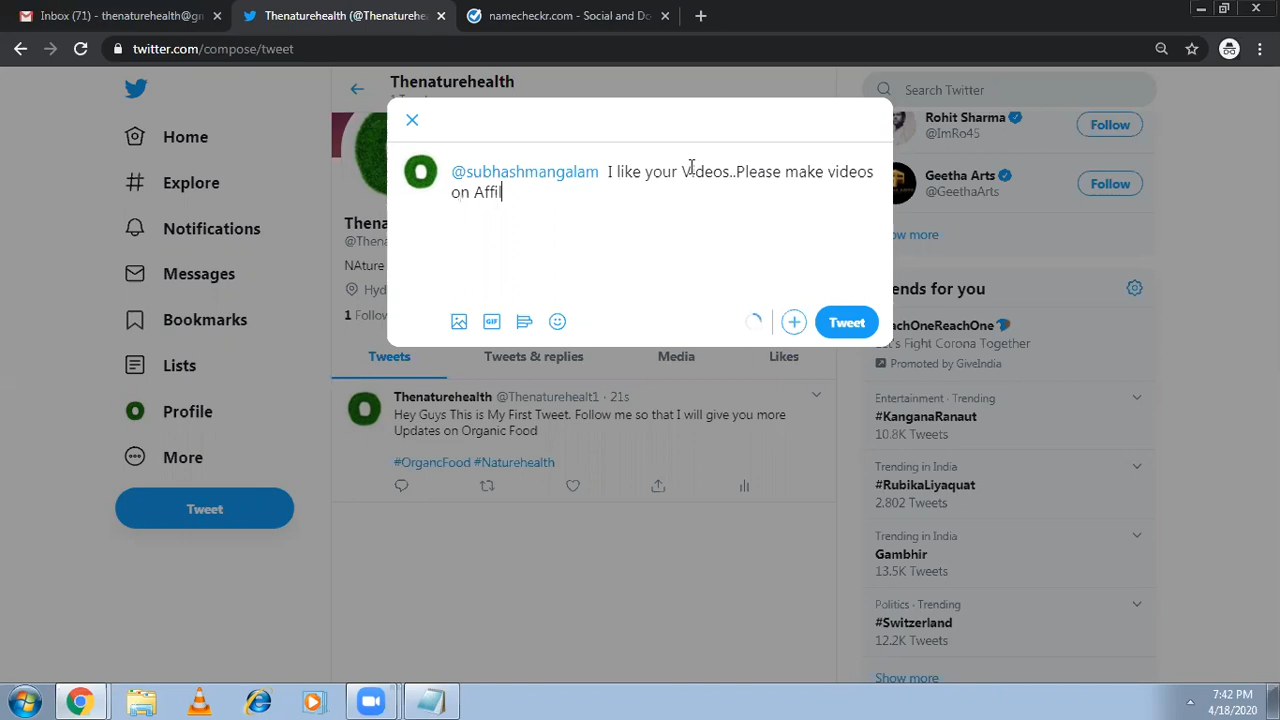 Inbox (71) - thenaturehealth@gm
Thenaturehealth (@Thenaturehe
namecheckr.com - Social and Do
twitter.com/compose/tweet
Thenaturehealth
Search Twitter
Home
Explore
Notifications
Messages
Bookmarks
Lists
Profile
More
Tweet
@subhashmangalam I like your Videos..Please make videos
on Affil
GIF
Tweet
Thena
@Thena
NAture
Hyd
1 Follow
Tweets
Tweets & replies
Media
Likes
Thenaturehealth @Thenaturehealt1 · 21s
Hey Guys This is My First Tweet. Follow me so that I will give you more
Updates on Organic Food
#OrgancFood #Naturehealth
Rohit Sharma
@ImRo45
Follow
Geetha Arts
@GeethaArts
Follow
ow more
ends for you
achOneReachOne
t's Fight Corona Together
Promoted by GiveIndia
Entertainment · Trending
#KanganaRanaut
10.8K Tweets
Trending in India
#RubikaLiyaquat
2,802 Tweets
Trending in India
Gambhir
13.5K Tweets
Politics · Trending
#Switzerland
12.2K Tweets
Show more
7:42 PM
4/18/2020